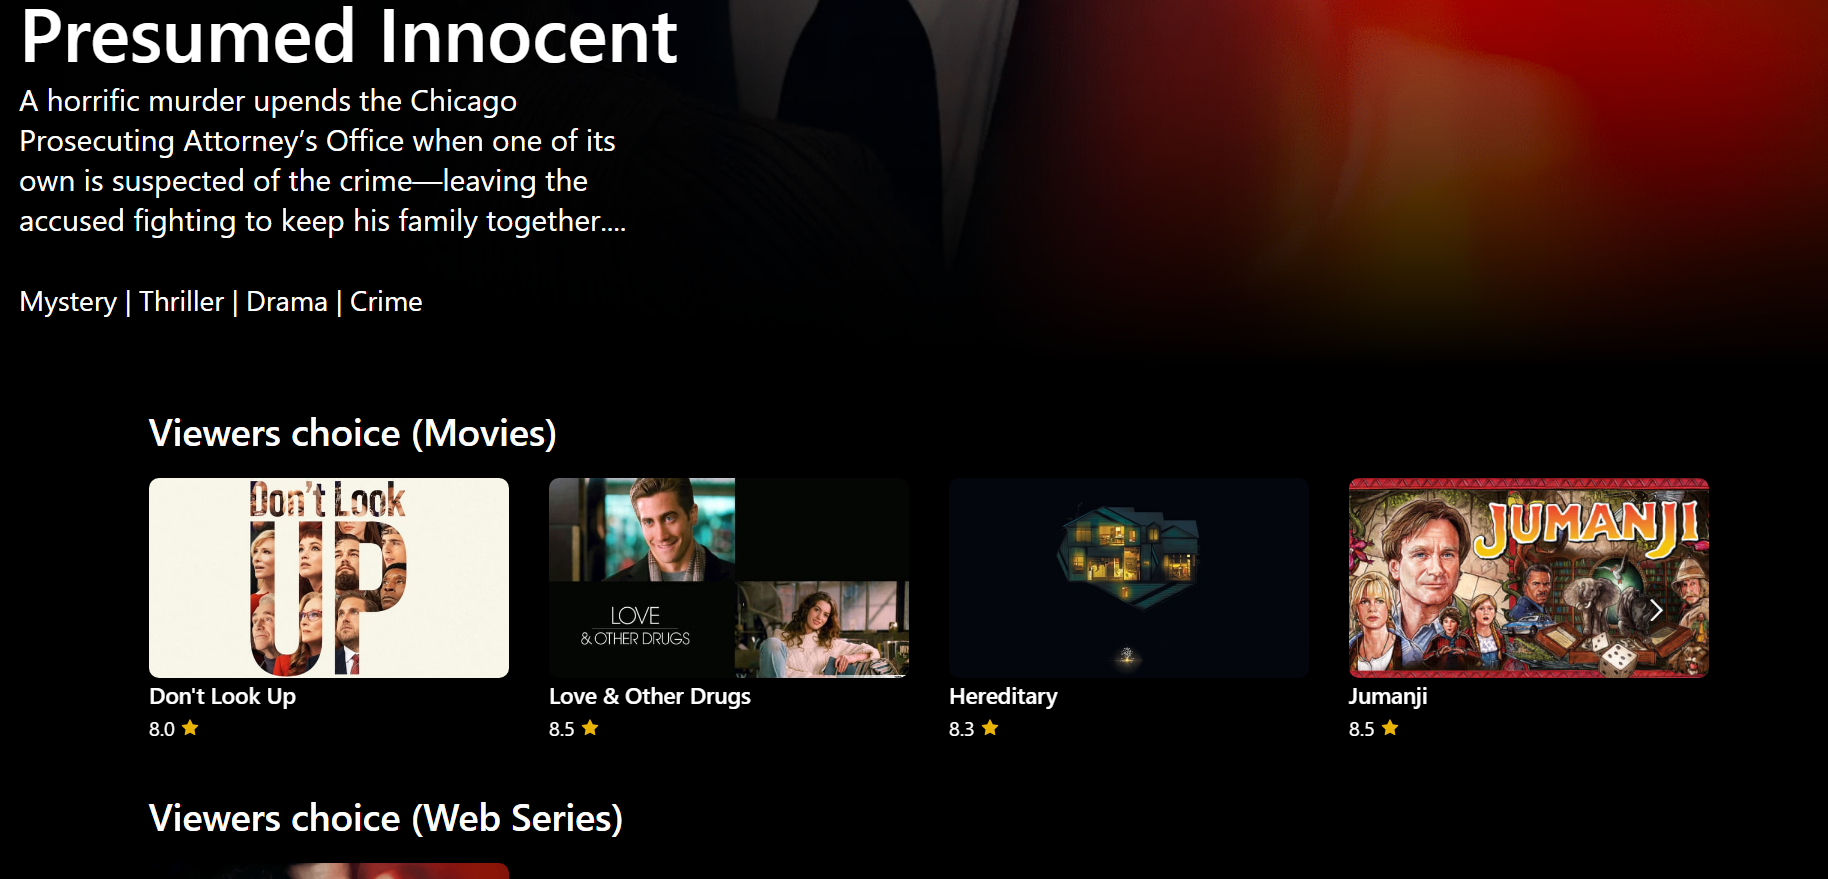 Presumed Innocent
A horrific murder upends the Chicago
Prosecuting Attorney’s Office when one of its
own is suspected of the crime—leaving the
accused fighting to keep his family together....
Mystery | Thriller | Drama | Crime
Viewers choice (Movies)
Don't Look
UP
LOVE
& OTHER DRUGS
JUMANJI
Don't Look Up
Love & Other Drugs
Hereditary
Jumanji
8.0
8.5
8.3
8.5
Viewers choice (Web Series)